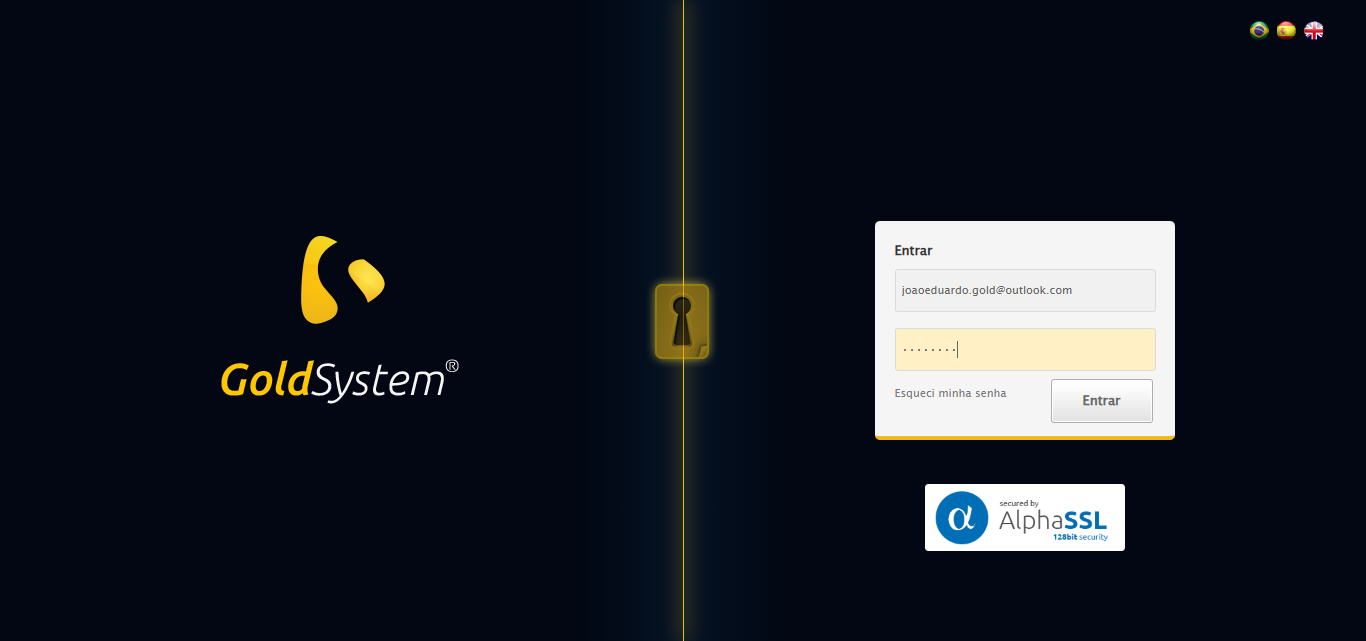 GoldSystem®
Entrar
joaoeduardo.gold@outlook.com
········
Esqueci minha senha
Entrar
α
secured by
AlphaSSL
128bit security